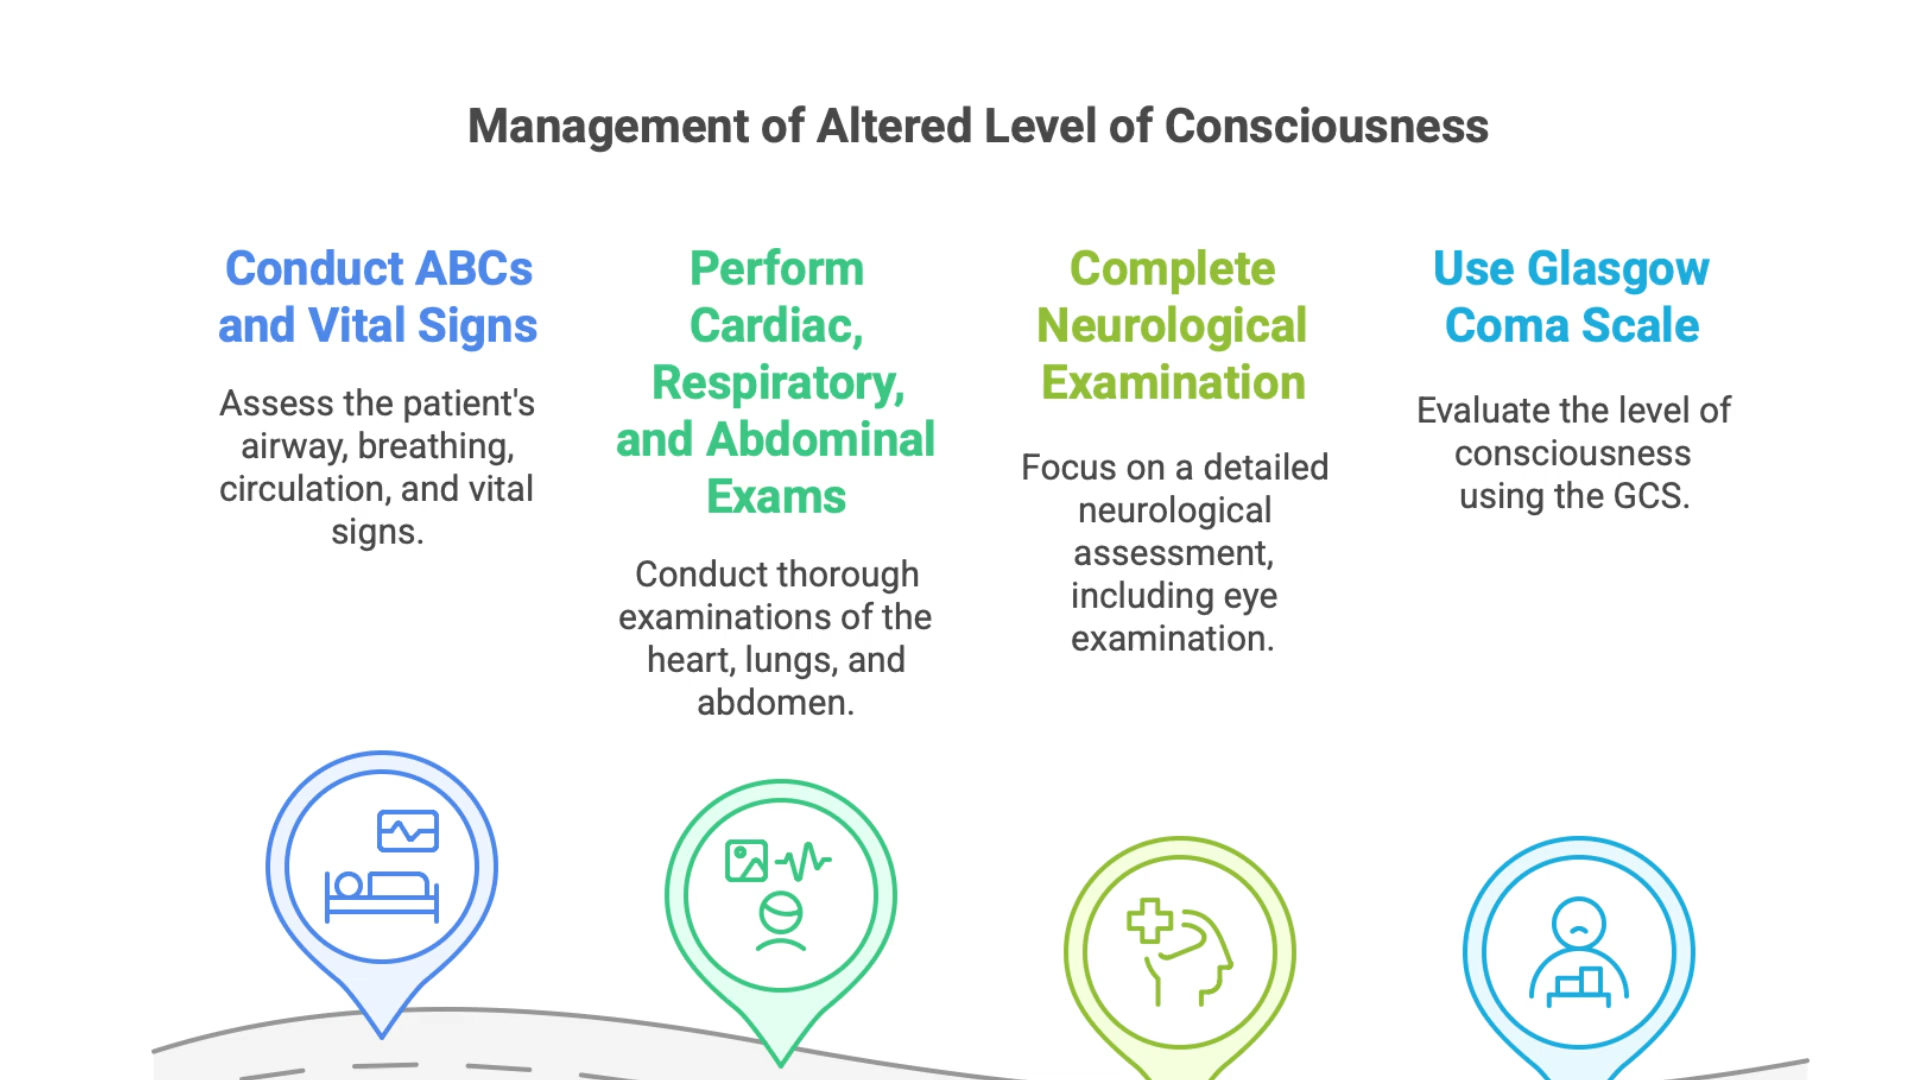 Management of Altered Level of Consciousness
Conduct ABCs
and Vital Signs
Assess the patient's
airway, breathing,
circulation, and vital
signs.
Perform
Cardiac,
Respiratory,
and Abdominal
Exams
Conduct thorough
examinations of the
heart, lungs, and
abdomen.
Complete
Neurological
Examination
Focus on a detailed
neurological
assessment,
including eye
examination.
Use Glasgow
Coma Scale
Evaluate the level of
consciousness
using the GCS.